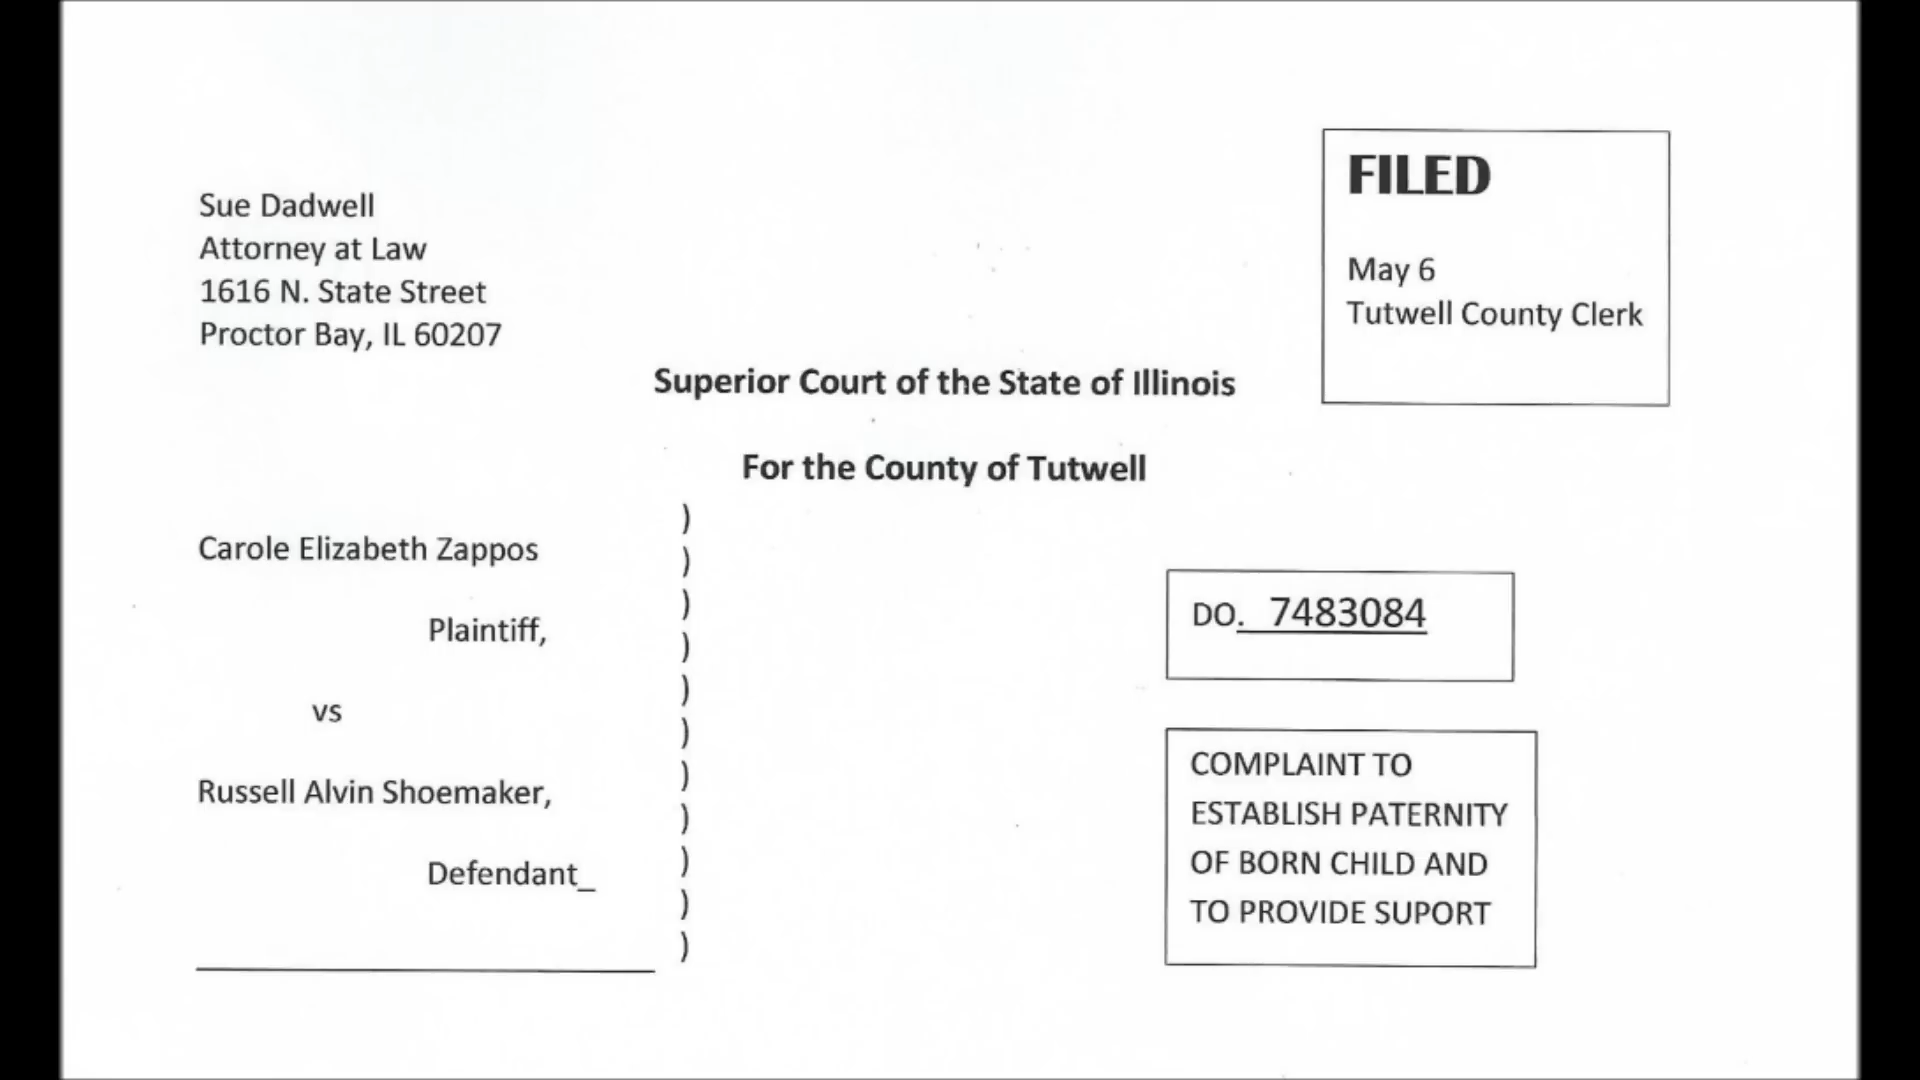 FILED
May 6
Tutwell County Clerk
Sue Dadwell
Attorney at Law
1616 N. State Street
Proctor Bay, IL 60207
Superior Court of the State of Illinois
For the County of Tutwell
Carole Elizabeth Zappos
Plaintiff,
vs
Russell Alvin Shoemaker,
Defendant_
)
)
)
)
)
)
)
)
)
)
)
DO. 7483084
COMPLAINT TO
ESTABLISH PATERNITY
OF BORN CHILD AND
TO PROVIDE SUPORT